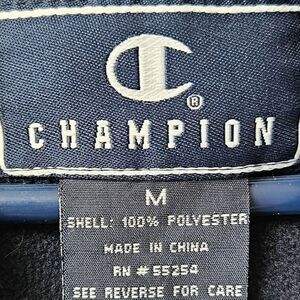 C®
CHAMPION
M
SHELL: 100% POLYESTER
MADE IN CHINA
RN #55254
SEE REVERSE FOR CARE